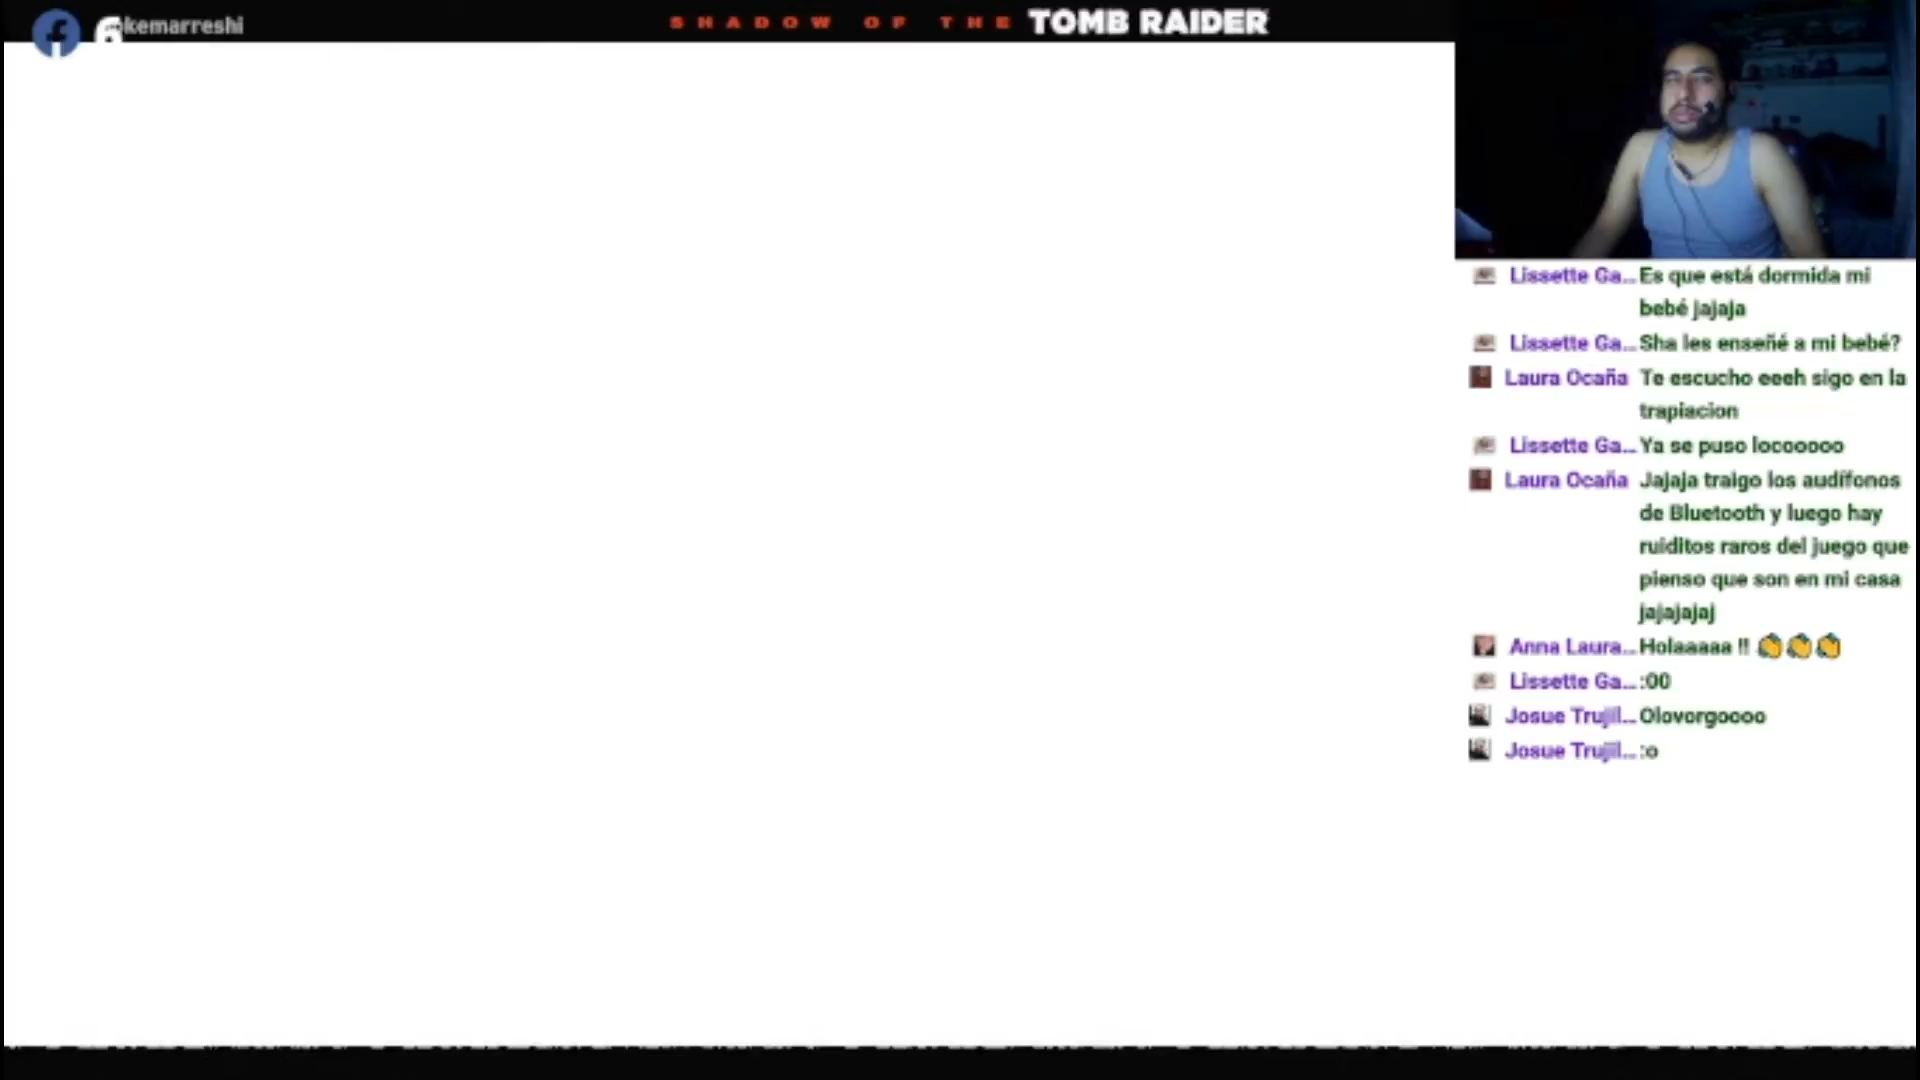 6
okemarreshi
SHADOW OF THE TOMB RAIDER
Lissette Ga... Es que está dormida mi
bebé jajaja
Lissette Ga... Sha les enseñé a mi bebé?
Laura Ocaña Te escucho eeeh sigo en la
trapiacion
Lissette Ga... Ya se puso locooooo
Laura Ocaña Jajaja traigo los audífonos
de Bluetooth y luego hay
ruiditos raros del juego que
pienso que son en mi casa
jajajajaj
Anna Laura... Holaaaaa !! 👏👏👏
Lissette Ga... :00
Josue Trujil... Olovorgoooo
Josue Trujil... :o